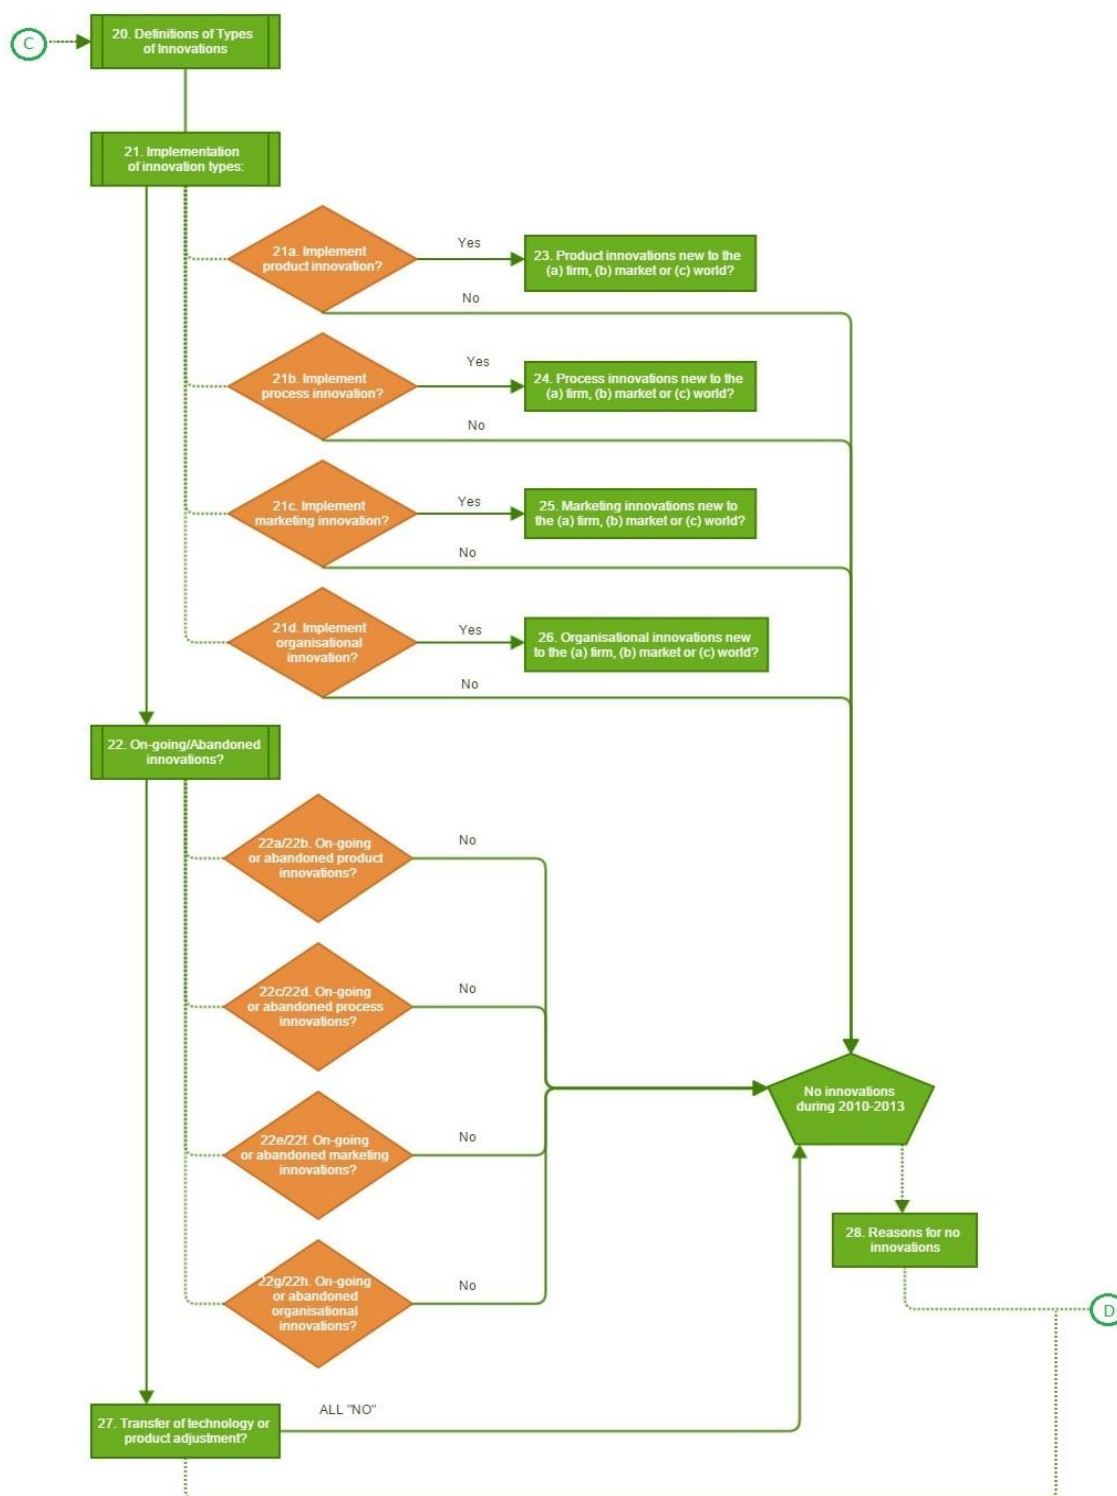 C
20. Definitions of Types
of Innovations
21. Implementation
of innovation types:
21a. Implement
product innovation?
Yes
23. Product innovations new to the
(a) firm, (b) market or (c) world?
No
21b. Implement
process innovation?
Yes
24. Process innovations new to the
(a) firm, (b) market or (c) world?
No
21c. Implement
marketing innovation?
Yes
25. Marketing innovations new to
the (a) firm, (b) market or (c) world?
No
21d. Implement
organisational
innovation?
Yes
26. Organisational innovations new
to the (a) firm, (b) market or (c) world?
No
22. On-going/Abandoned
innovations?
22a/22b. On-going
or abandoned product
innovations?
No
22c/22d. On-going
or abandoned process
innovations?
No
22e/22f. On-going
or abandoned marketing
innovations?
No
22g/22h. On-going
or abandoned
organisational
innovations?
No
No innovations
during 2010-2013
28. Reasons for no
innovations
D
27. Transfer of technology or
product adjustment?
ALL "NO"